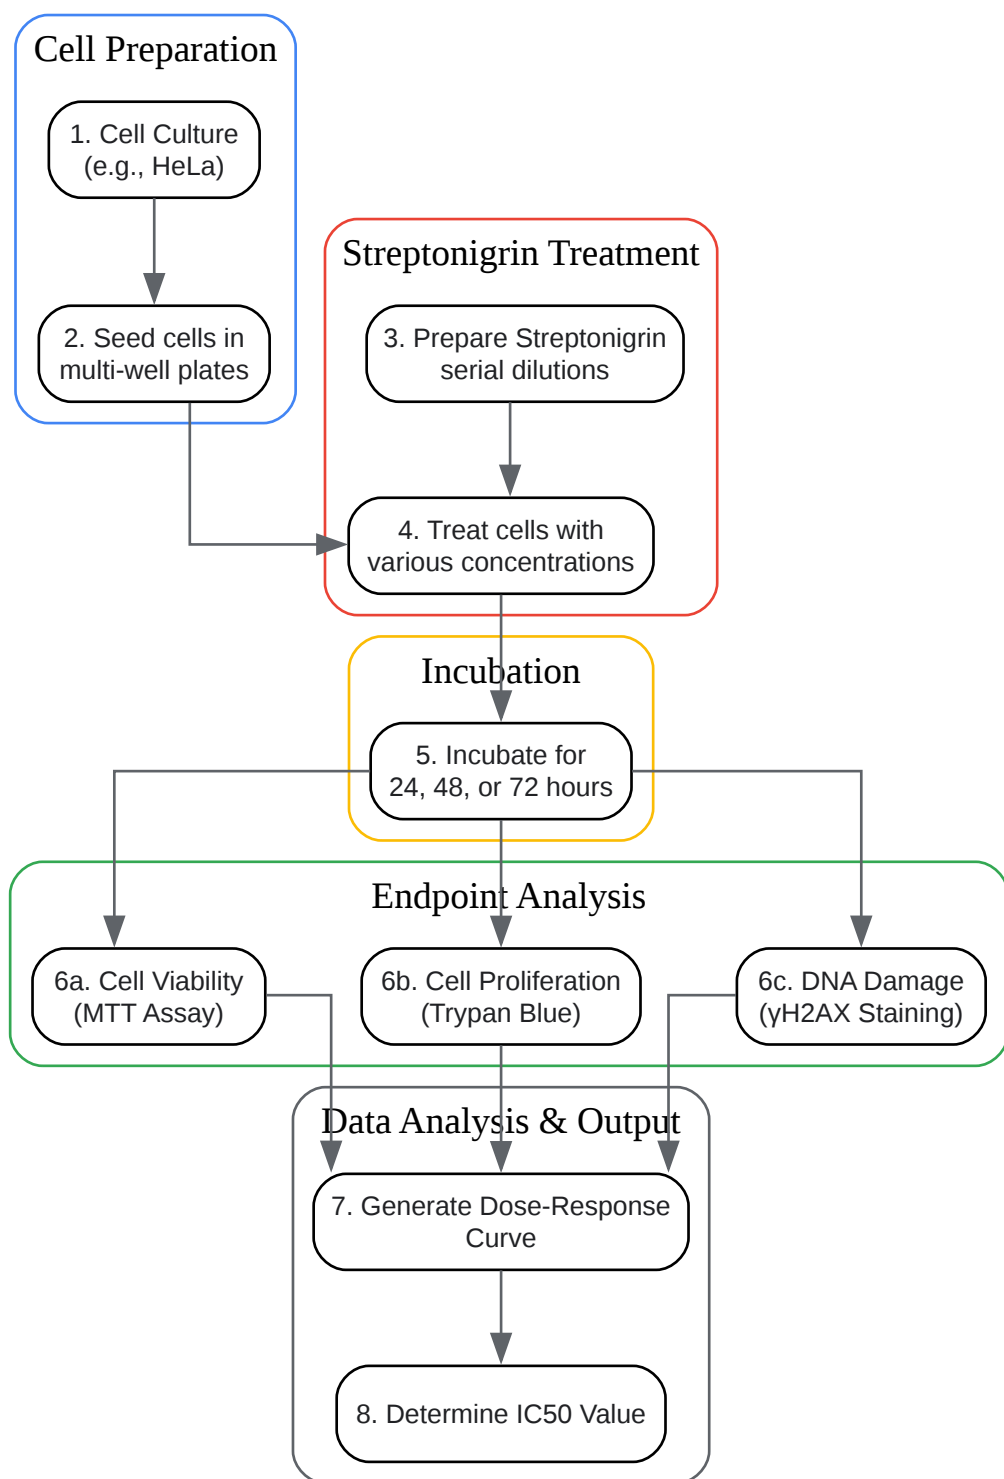 Cell Preparation
1. Cell Culture
(e.g., HeLa)
2. Seed cells in
multi-well plates
Streptonigrin Treatment
3. Prepare Streptonigrin
serial dilutions
4. Treat cells with
various concentrations
Incubation
5. Incubate for
24, 48, or 72 hours
Endpoint Analysis
6a. Cell Viability
(MTT Assay)
6b. Cell Proliferation
(Trypan Blue)
6c. DNA Damage
(γH2AX Staining)
Data Analysis & Output
7. Generate Dose-Response
Curve
8. Determine IC50 Value